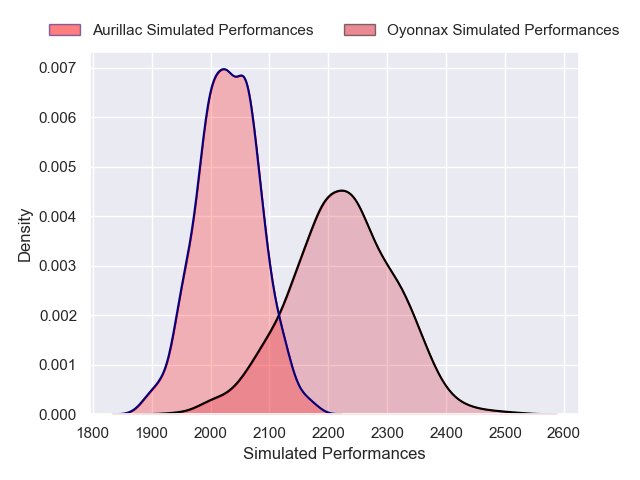 Aurillac Simulated Performances
Oyonnax Simulated Performances
0.007
0.006
0.005
0.004
0.003
0.002
0.001
0.000
Density
1800 1900 2000 2100 2200 2300 2400 2500 2600
Simulated Performances